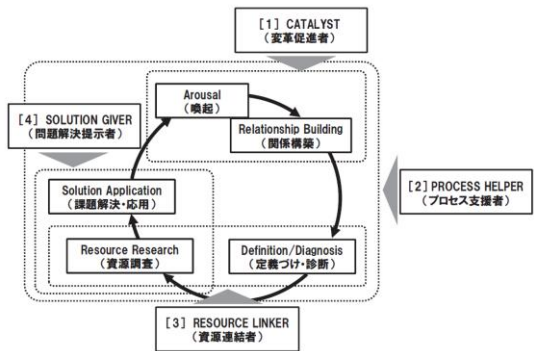 [1] CATALYST
(変革促進者)
Arousal
(喚起)
[4] SOLUTION GIVER
(問題解決提示者)
Relationship Building
(関係構築)
Solution Application
(課題解決・応用)
[2] PROCESS HELPER
(プロセス支援者)
Resource Research
(資源調査)
Definition/Diagnosis
(定義づけ・診断)
[3] RESOURCE LINKER
(資源連結者)